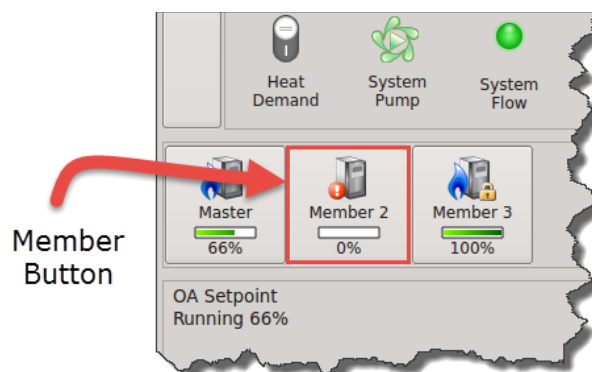 Heat
Demand
System
Pump
System
Flow
Master
66%
Member 2
0%
Member 3
100%
Member
Button
OA Setpoint
Running 66%